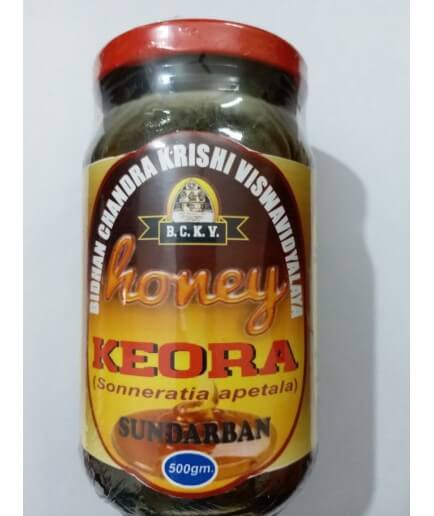 BIDHAN CHANDRA KRISHI VISWAVIDYALAYA
B.C.K.V.
honey
KEORA
(Sonneratia apetala)
SUNDARBAN
500gm.